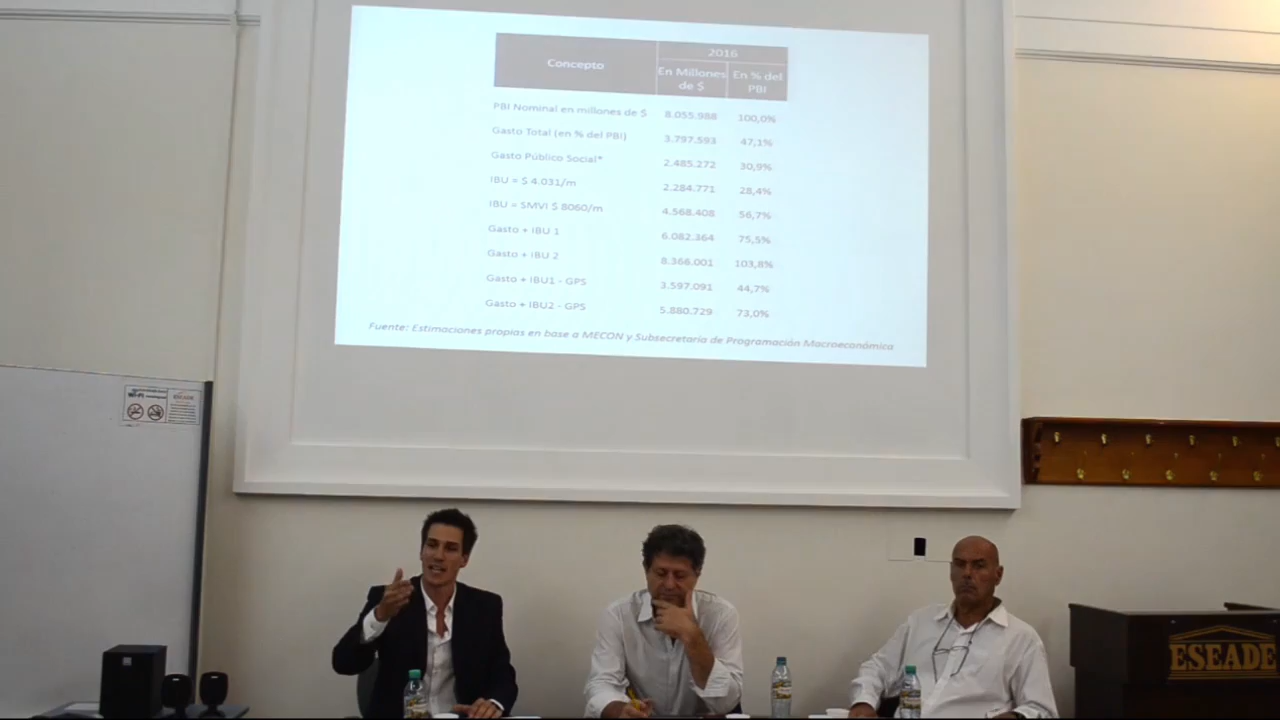 Concepto
2016
En Millones de $
En % del PBI
PBI Nominal en millones de $ 8.055.988 100,0%
Gasto Total (en % del PBI) 3.797.593 47,1%
Gasto Público Social* 2.485.272 30,9%
IBU = $ 4.031/m 2.284.771 28,4%
IBU = SMVI $ 8060/m 4.568.408 56,7%
Gasto + IBU 1 6.082.364 75,5%
Gasto + IBU 2 8.366.001 103,8%
Gasto + IBU1 - GPS 3.597.091 44,7%
Gasto + IBU2 - GPS 5.880.729 73,0%
Fuente: Estimaciones propias en base a MECON y Subsecretaría de Programación Macroeconómica
Wi-Fi
ESEADE
ESEADE